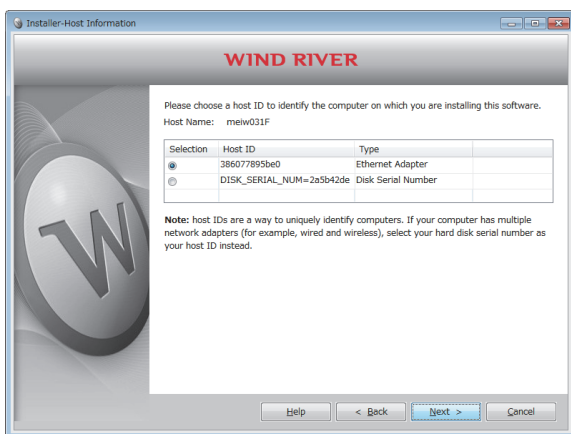 Installer-Host Information
WIND RIVER
Please choose a host ID to identify the computer on which you are installing this software.
Host Name: meiw031F
Selection Host ID Type
386077895be0 Ethernet Adapter
DISK_SERIAL_NUM=2a5b42de Disk Serial Number
Note: host IDs are a way to uniquely identify computers. If your computer has multiple
network adapters (for example, wired and wireless), select your hard disk serial number as
your host ID instead.
W
Help < Back Next > Cancel